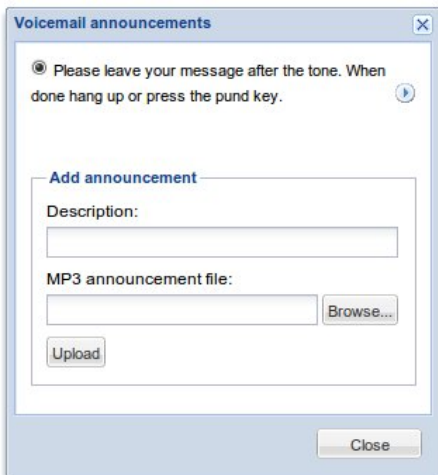 Voicemail announcements
Please leave your message after the tone. When
done hang up or press the pund key.
Add announcement
Description:
MP3 announcement file:
Browse...
Upload
Close